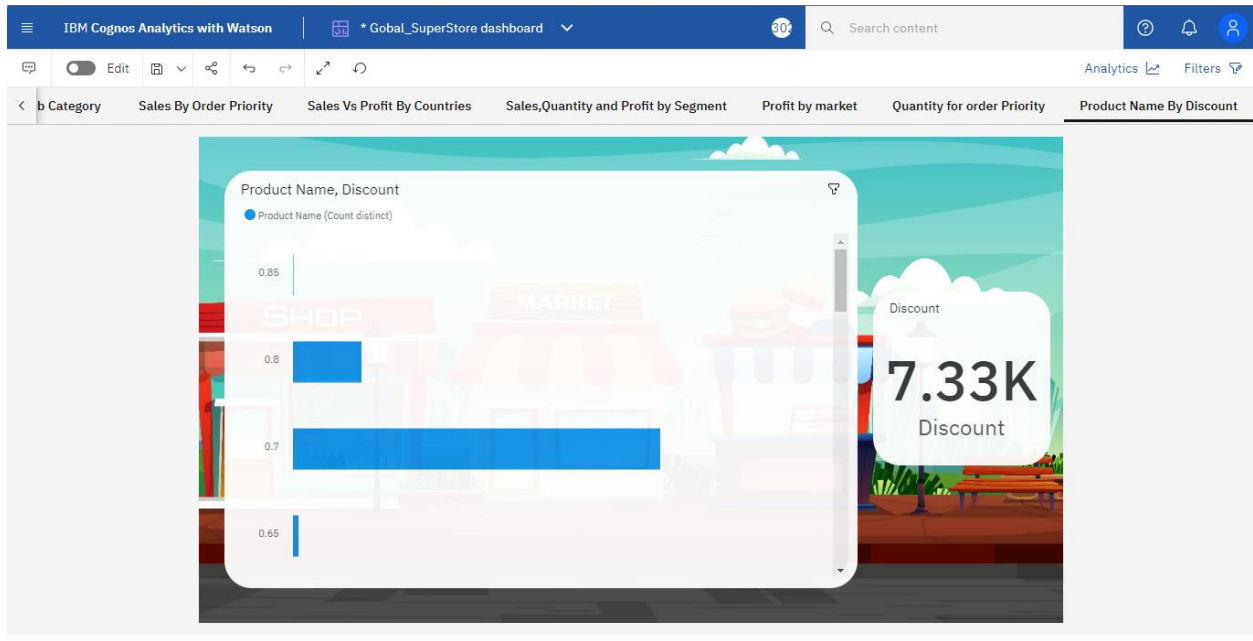 IBM Cognos Analytics with Watson
* Gobal_SuperStore dashboard
302
Search content
Edit
Analytics
Filters
b Category
Sales By Order Priority
Sales Vs Profit By Countries
Sales,Quantity and Profit by Segment
Profit by market
Quantity for order Priority
Product Name By Discount
Product Name, Discount
Product Name (Count distinct)
0.85
0.8
0.7
0.65
SHOP
MARKET
Discount
7.33K
Discount